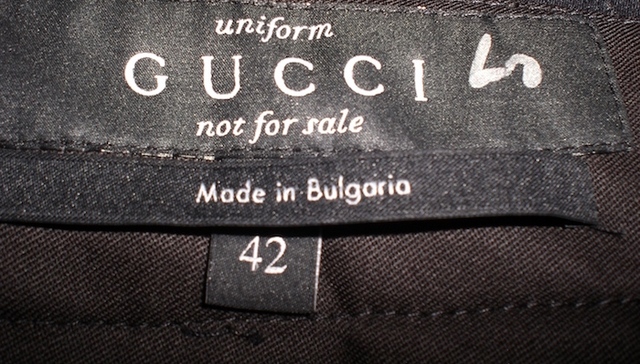 uniform
GUCCI
not for sale
Made in Bulgaria
42